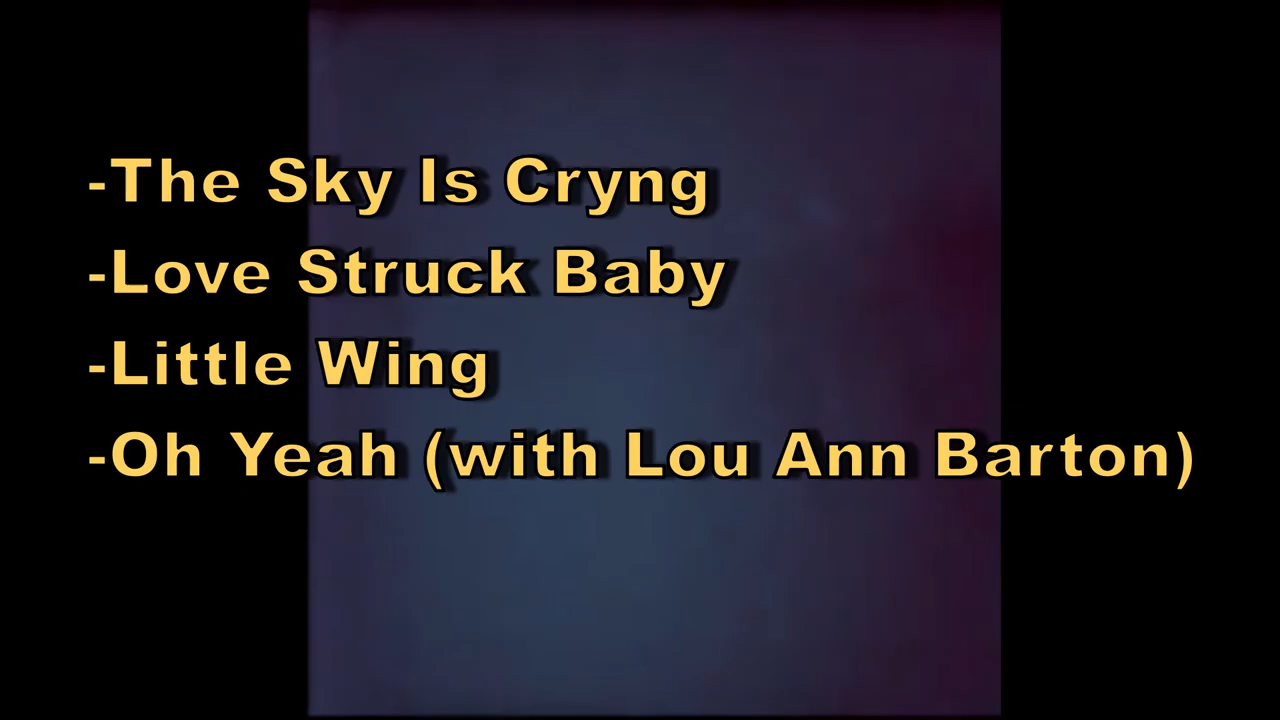 -The Sky Is Cryng
-Love Struck Baby
-Little Wing
-Oh Yeah (with Lou Ann Barton)